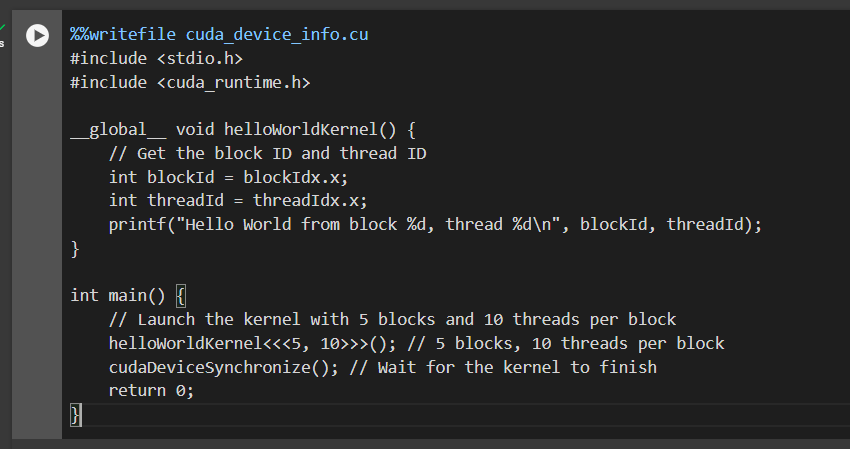 s
%%writefile cuda_device_info.cu
#include <stdio.h>
#include <cuda_runtime.h>

__global__ void helloWorldKernel() {
    // Get the block ID and thread ID
    int blockId = blockIdx.x;
    int threadId = threadIdx.x;
    printf("Hello World from block %d, thread %d\n", blockId, threadId);
}

int main() {
    // Launch the kernel with 5 blocks and 10 threads per block
    helloWorldKernel<<<5, 10>>>(); // 5 blocks, 10 threads per block
    cudaDeviceSynchronize(); // Wait for the kernel to finish
    return 0;
}